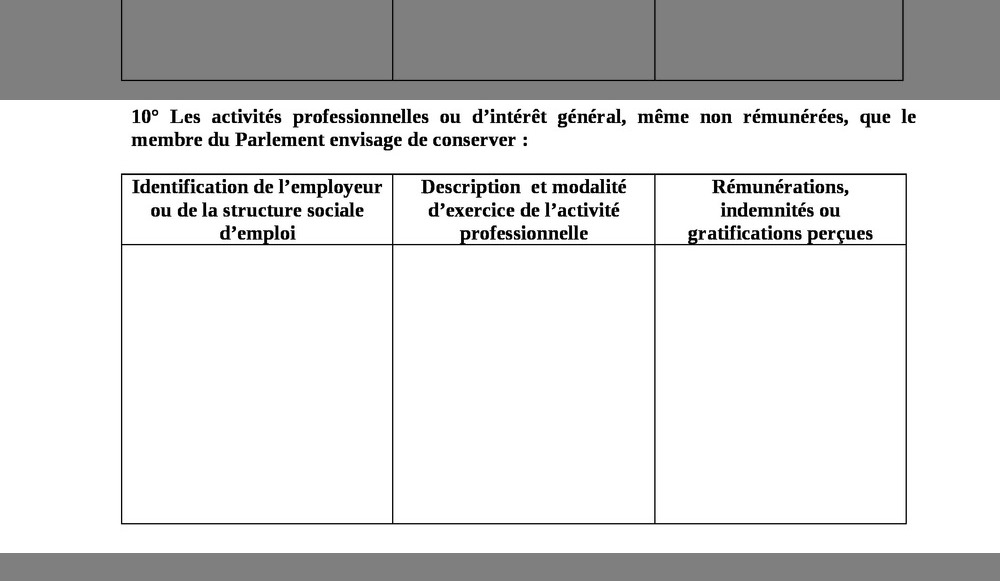 10° Les activités professionnelles ou d’intérêt général, même non rémunérées, que le
membre du Parlement envisage de conserver :
Identification de l’employeur
ou de la structure sociale
d’emploi
Description et modalité
d’exercice de l’activité
professionnelle
Rémunérations,
indemnités ou
gratifications perçues